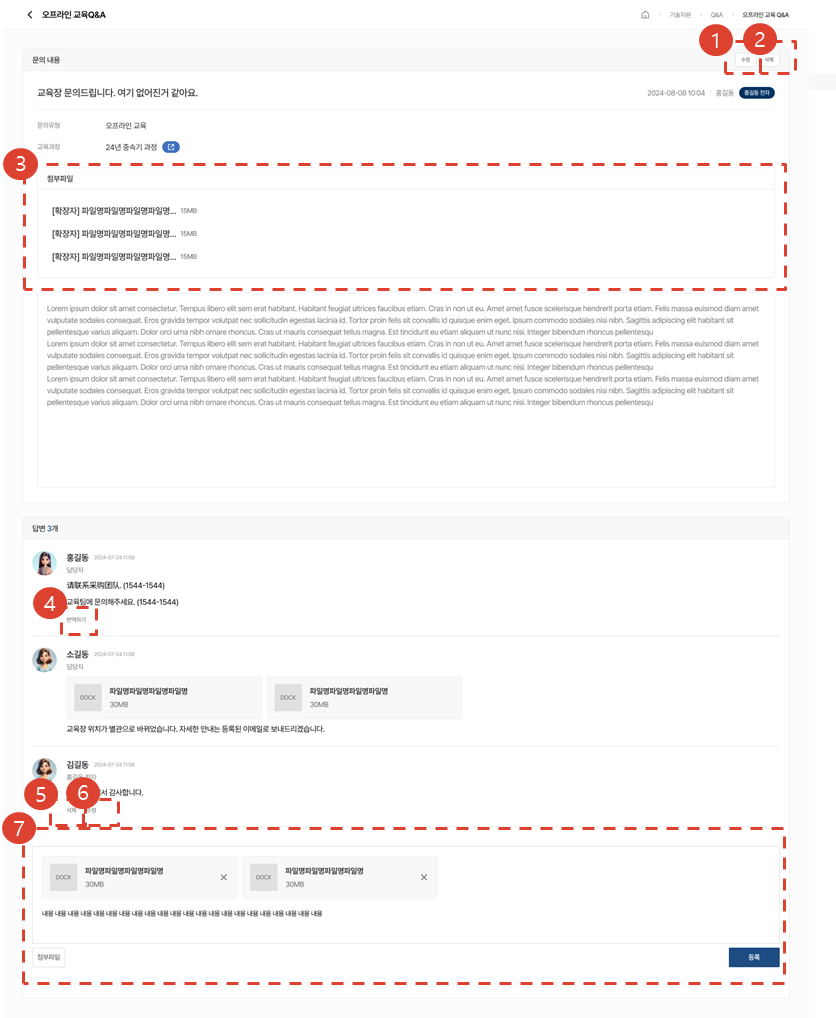 오프라인 교육Q&A
기술지원 Q&A 오프라인 교육 Q&A
1 2
문의 내용
수정 삭제
교육장 문의드립니다. 여기 없어진거 같아요.
2024-08-08 10:04 홍길동 홍길동 전자
문의유형 오프라인 교육
교육과정 24년 중속기 과정
3
첨부파일
[확장자] 파일명파일명파일명파일명... 15MB
[확장자] 파일명파일명파일명파일명... 15MB
[확장자] 파일명파일명파일명파일명... 15MB
Lorem ipsum dolor sit amet consectetur. Tempus libero elit sem erat habitant. Habitant feugiat ultrices faucibus etiam. Cras in non ut eu. Amet amet fusce scelerisque hendrerit porta etiam. Felis massa euismod diam amet
vulputate sodales consequat. Eros gravida tempor volutpat nec sollicitudin egestas lacinia id. Tortor proin felis sit convallis id quisque enim eget. Ipsum commodo sodales nisi nibh. Sagittis adipiscing elit habitant sit
pellentesque varius aliquam. Dolor orci urna nibh ornare rhoncus. Cras ut mauris consequat tellus magna. Est tincidunt eu etiam aliquam ut nunc nisi. Integer bibendum rhoncus pellentesqu
Lorem ipsum dolor sit amet consectetur. Tempus libero elit sem erat habitant. Habitant feugiat ultrices faucibus etiam. Cras in non ut eu. Amet amet fusce scelerisque hendrerit porta etiam. Felis massa euismod diam amet
vulputate sodales consequat. Eros gravida tempor volutpat nec sollicitudin egestas lacinia id. Tortor proin felis sit convallis id quisque enim eget. Ipsum commodo sodales nisi nibh. Sagittis adipiscing elit habitant sit
pellentesque varius aliquam. Dolor orci urna nibh ornare rhoncus. Cras ut mauris consequat tellus magna. Est tincidunt eu etiam aliquam ut nunc nisi. Integer bibendum rhoncus pellentesqu
Lorem ipsum dolor sit amet consectetur. Tempus libero elit sem erat habitant. Habitant feugiat ultrices faucibus etiam. Cras in non ut eu. Amet amet fusce scelerisque hendrerit porta etiam. Felis massa euismod diam amet
vulputate sodales consequat. Eros gravida tempor volutpat nec sollicitudin egestas lacinia id. Tortor proin felis sit convallis id quisque enim eget. Ipsum commodo sodales nisi nibh. Sagittis adipiscing elit habitant sit
pellentesque varius aliquam. Dolor orci urna nibh ornare rhoncus. Cras ut mauris consequat tellus magna. Est tincidunt eu etiam aliquam ut nunc nisi. Integer bibendum rhoncus pellentesqu
답변 3개
홍길동 2024-07-24 11:58
담당자
请联系采购团队. (1544-1544)
교육팀에 문의해주세요. (1544-1544)
4
번역하기
소길동 2024-07-24 11:58
담당자
DOCX 파일명파일명파일명파일명 30MB
DOCX 파일명파일명파일명파일명 30MB
교육장 위치가 별관으로 바뀌었습니다. 자세한 안내는 등록된 이메일로 보내드리겠습니다.
김길동 2024-07-24 11:58
홍길동 전자
서 감사합니다.
5 6
삭제 수정
7
DOCX 파일명파일명파일명파일명 30MB
DOCX 파일명파일명파일명파일명 30MB
내용 내용 내용 내용 내용 내용 내용 내용 내용 내용 내용 내용 내용 내용 내용 내용 내용 내용 내용 내용 내용 내용
첨부파일 등록